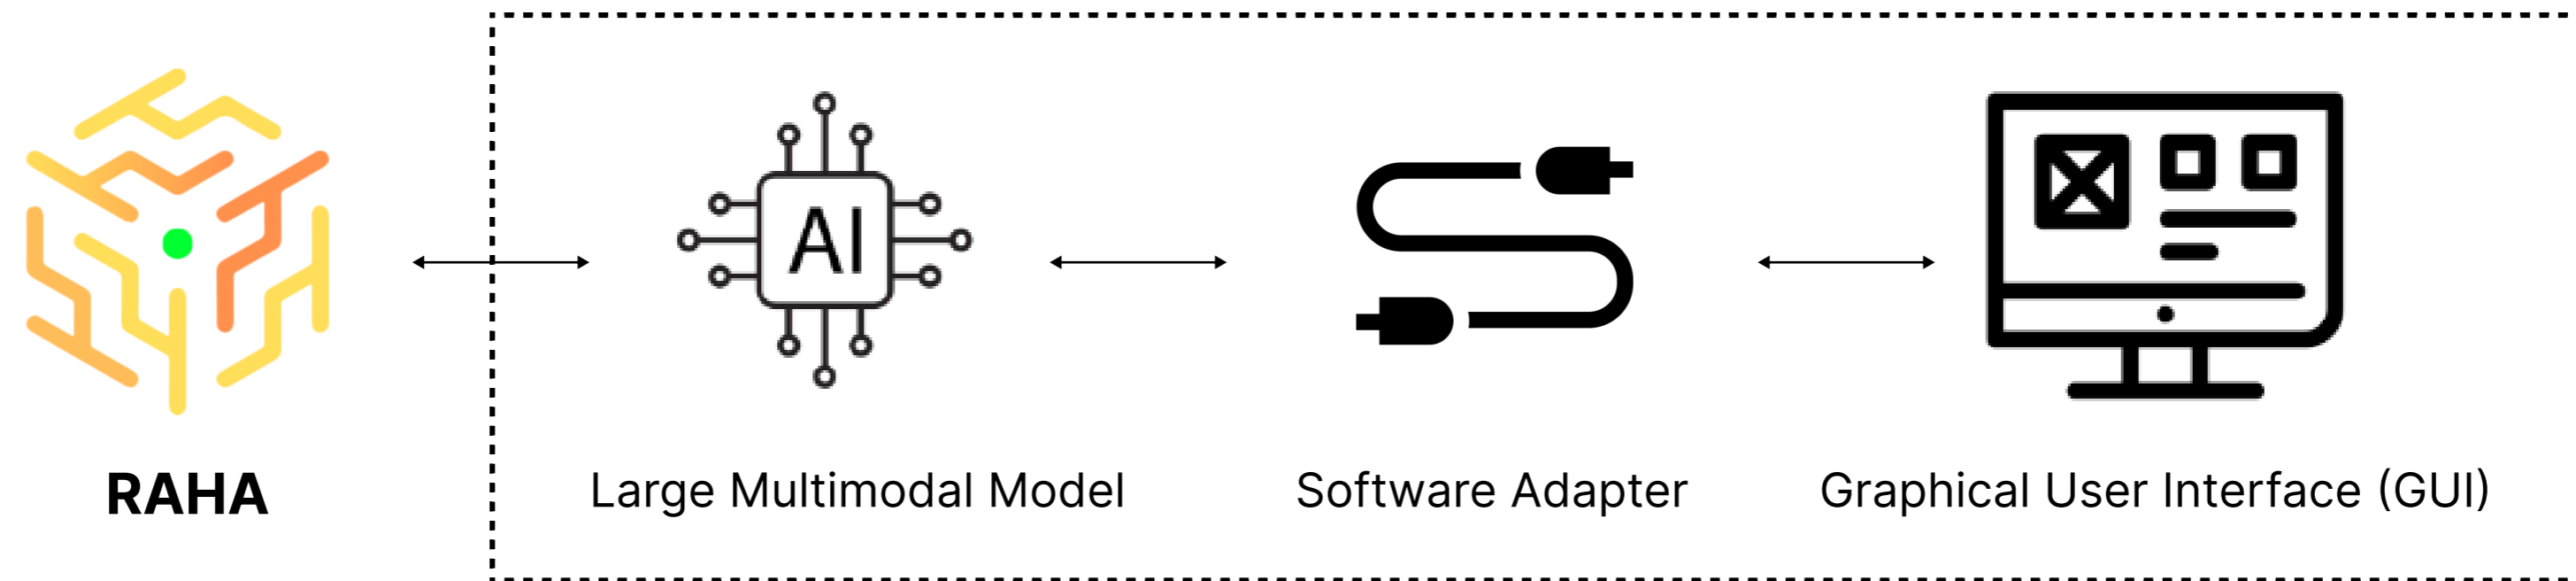 AI
RAHA
Large Multimodal Model
Software Adapter
Graphical User Interface (GUI)